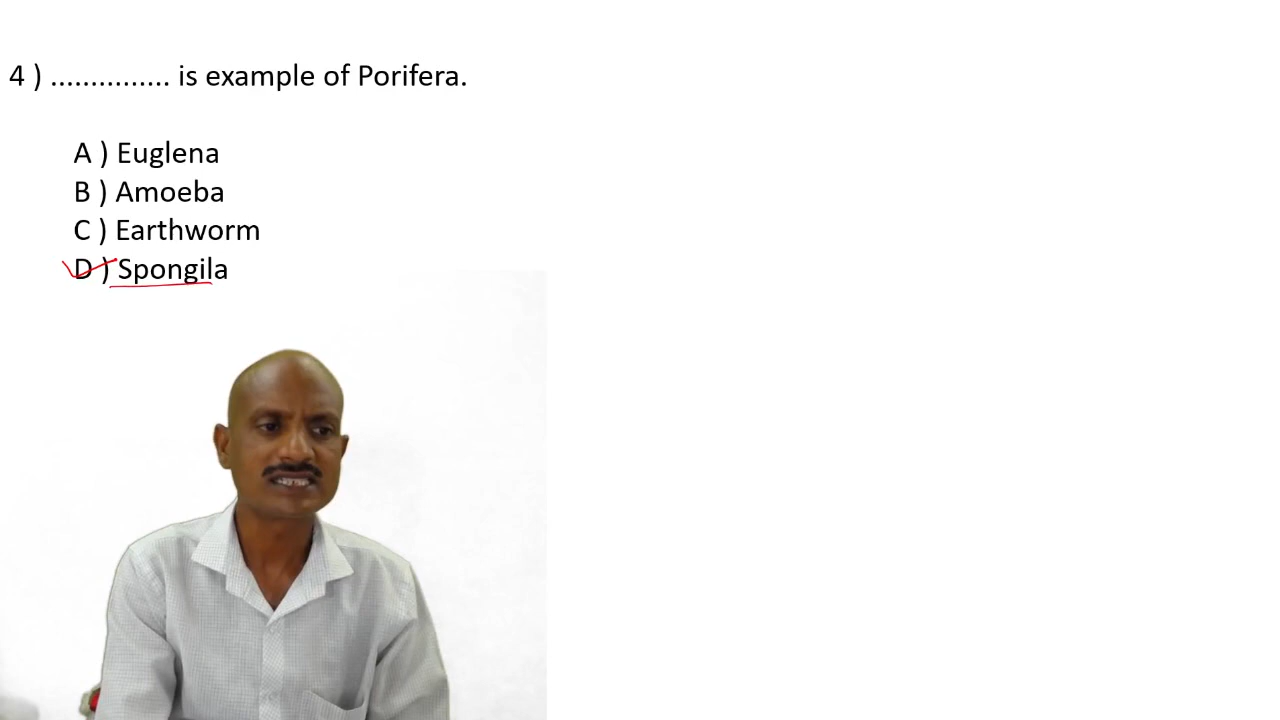 4 ) ............... is example of Porifera.
A ) Euglena
B ) Amoeba
C ) Earthworm
D ) Spongila